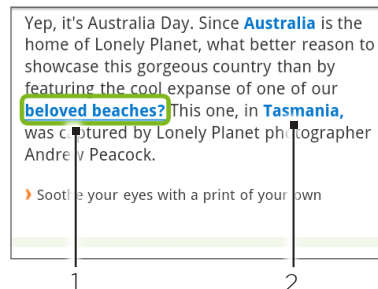 Yep, it's Australia Day. Since Australia is the
home of Lonely Planet, what better reason to
showcase this gorgeous country than by
featuring the cool expanse of one of our
beloved beaches? This one, in Tasmania,
was captured by Lonely Planet photographer
Andrew Peacock.
› Soothe your eyes with a print of your own
1 2